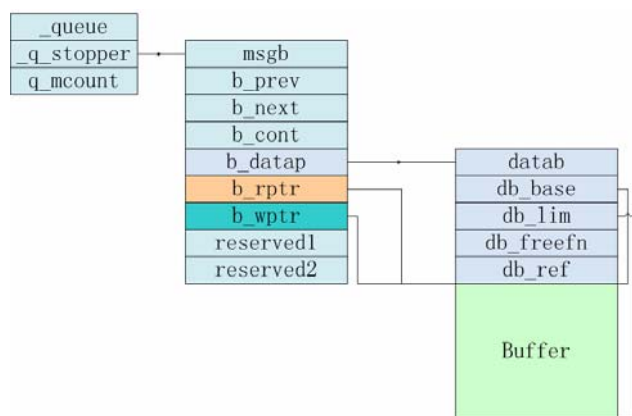 _queue
_q_stopper
q_mcount
msgb
b_prev
b_next
b_cont
b_datap
b_rptr
b_wptr
reserved1
reserved2
datab
db_base
db_lim
db_freefn
db_ref
Buffer